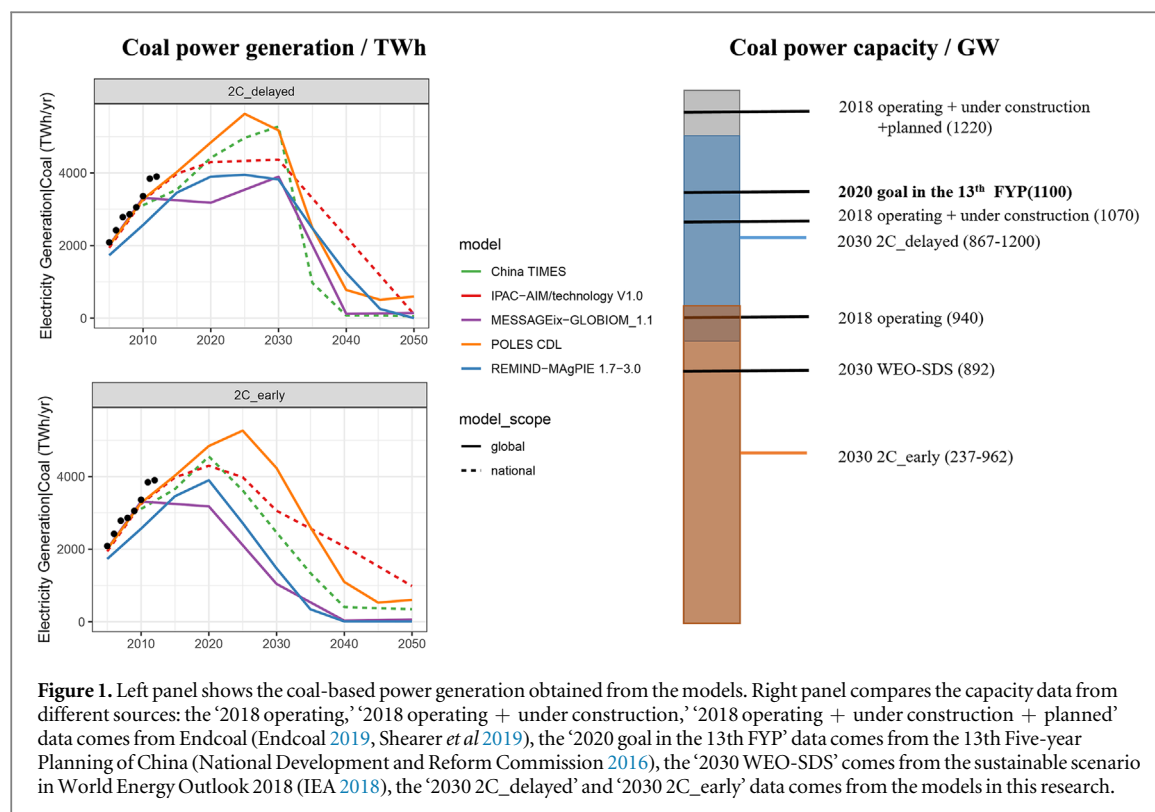 Coal power generation / TWh
2C_delayed
Electricity Generation|Coal (TWh/yr)
4000
2000
0
2010
2020
2030
2040
2050
2C_early
Electricity Generation|Coal (TWh/yr)
4000
2000
0
2010
2020
2030
2040
2050
model
China TIMES
IPAC−AIM/technology V1.0
MESSAGEix−GLOBIOM_1.1
POLES CDL
REMIND−MAgPIE 1.7−3.0
model_scope
global
national
Coal power capacity / GW
2018 operating + under construction
+planned (1220)
2020 goal in the 13th FYP(1100)
2018 operating + under construction (1070)
2030 2C_delayed (867-1200)
2018 operating (940)
2030 WEO-SDS (892)
2030 2C_early (237-962)
Figure 1. Left panel shows the coal-based power generation obtained from the models. Right panel compares the capacity data from
different sources: the ‘2018 operating,’ ‘2018 operating + under construction,’ ‘2018 operating + under construction + planned’
data comes from Endcoal (Endcoal 2019, Shearer et al 2019), the ‘2020 goal in the 13th FYP’ data comes from the 13th Five-year
Planning of China (National Development and Reform Commission 2016), the ‘2030 WEO-SDS’ comes from the sustainable scenario
in World Energy Outlook 2018 (IEA 2018), the ‘2030 2C_delayed’ and ‘2030 2C_early’ data comes from the models in this research.